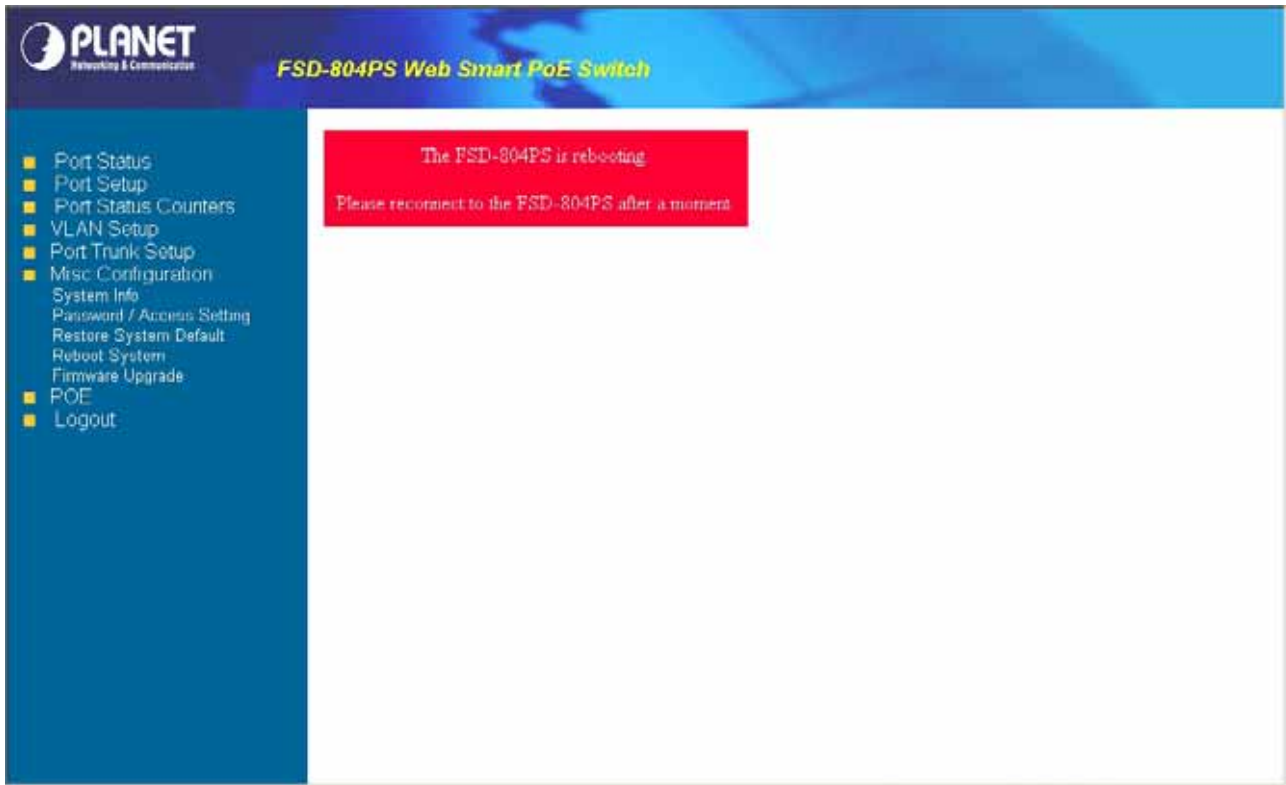 PLANET
Networking & Communication
FSD-804PS Web Smart PoE Switch
Port Status
Port Setup
Port Status Counters
VLAN Setup
Port Trunk Setup
Misc Configuration
System Info
Password / Access Setting
Restore System Default
Reboot System
Firmware Upgrade
POE
Logout
The FSD-804PS is rebooting
Please reconnect to the FSD-804PS after a moment